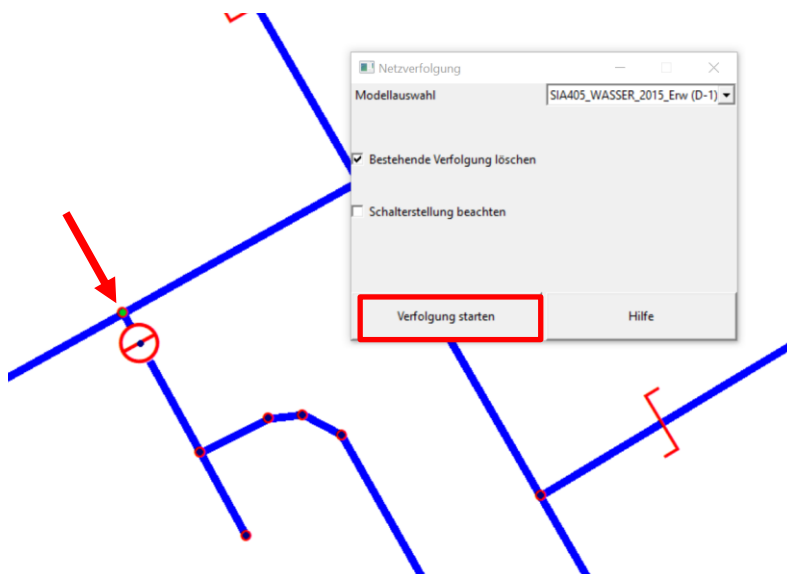 Netzverfolgung
Modellauswahl SIA405_WASSER_2015_Erw (D-1)
Bestehende Verfolgung löschen
Schalterstellung beachten
Verfolgung starten Hilfe